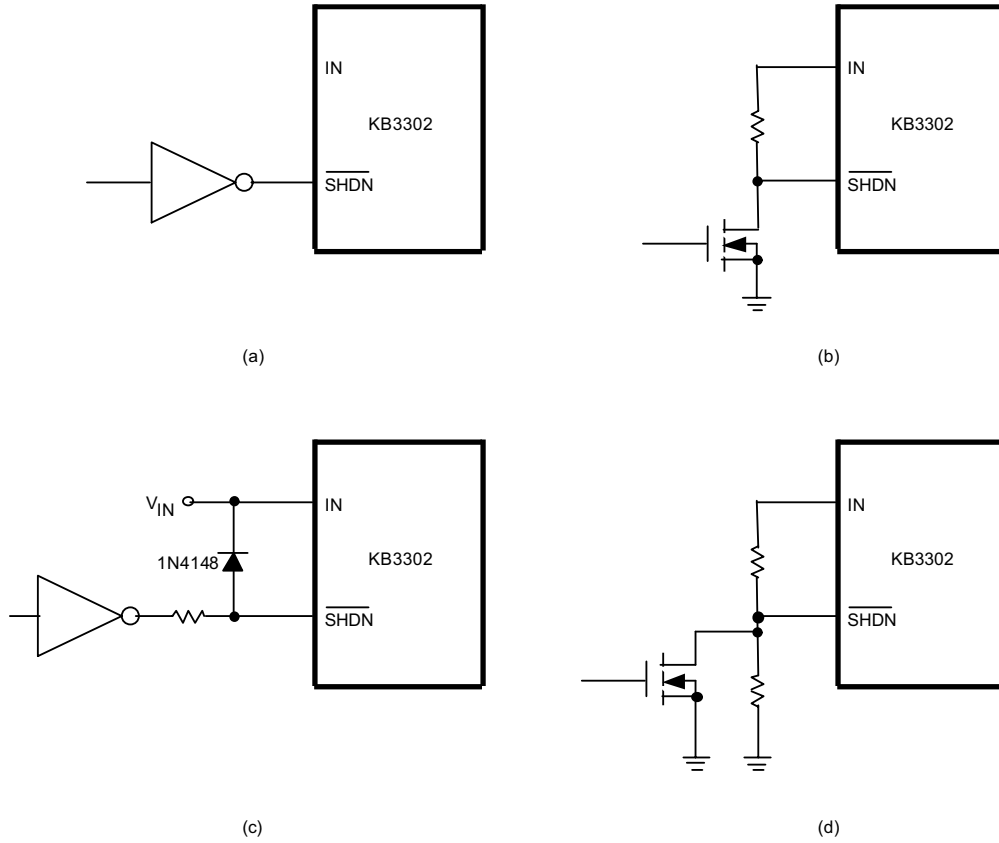 IN
KB3302
SHDN
(a)
IN
KB3302
SHDN
(b)
VIN
IN
1N4148
KB3302
SHDN
(c)
IN
KB3302
SHDN
(d)